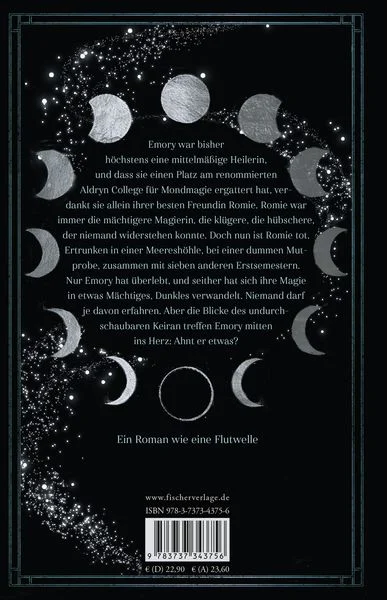 Emory war bisher
höchstens eine mittelmäßige Heilerin,
und dass sie einen Platz am renommierten
Aldryn College für Mondmagie ergattert hat, ver-
dankt sie allein ihrer besten Freundin Romie. Romie war
immer die mächtigere Magierin, die klügere, die hübschere,
der niemand widerstehen konnte. Doch nun ist Romie tot.
Ertrunken in einer Meereshöhle, bei einer dummen Mut-
probe, zusammen mit sieben anderen Erstsemestern.
Nur Emory hat überlebt, und seither hat sich ihre Magie
in etwas Mächtiges, Dunkles verwandelt. Niemand darf
je davon erfahren. Aber die Blicke des undurch-
schaubaren Keiran treffen Emory mitten
ins Herz: Ahnt er etwas?
Ein Roman wie eine Flutwelle
www.fischerverlage.de
ISBN 978-3-7373-4375-6
9 783737 343756
€ (D) 22,90 € (A) 23,60